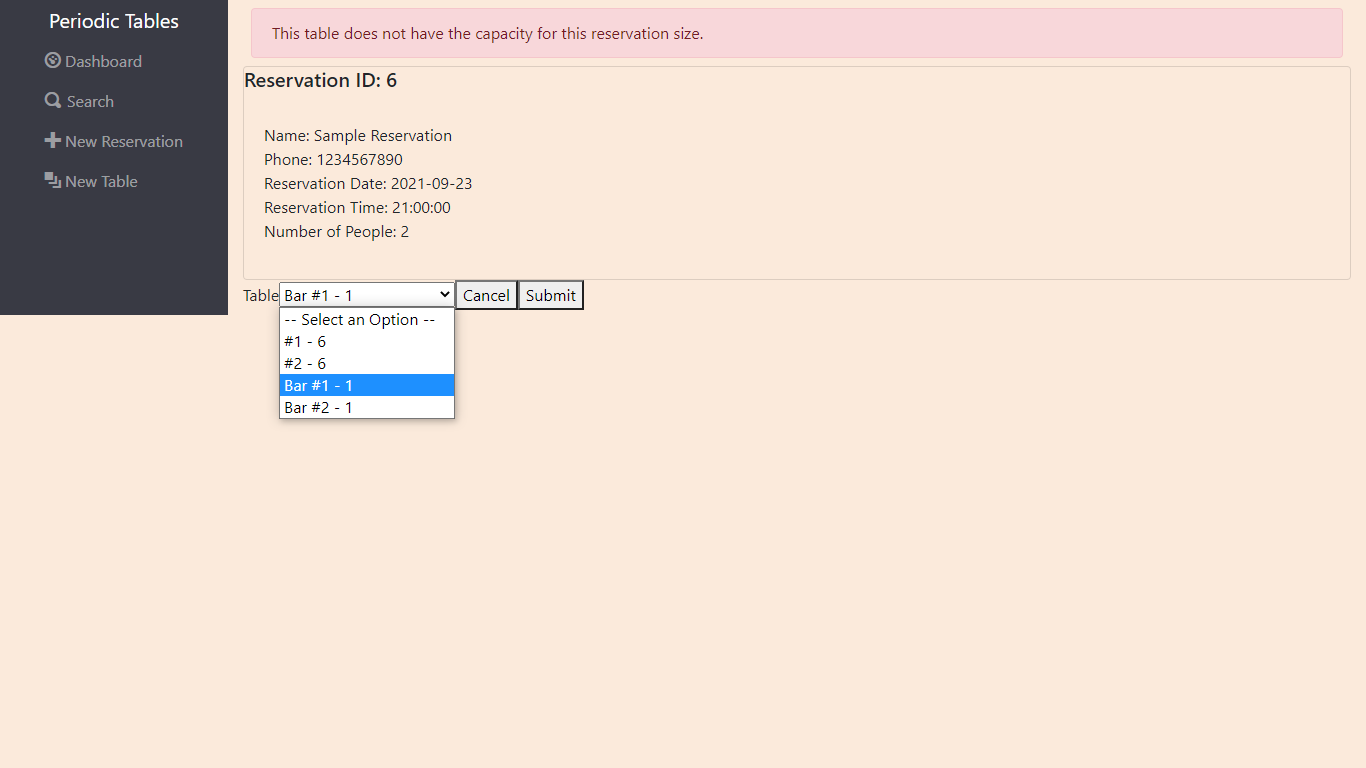 Periodic Tables
Dashboard
Search
New Reservation
New Table
This table does not have the capacity for this reservation size.
Reservation ID: 6
Name: Sample Reservation
Phone: 1234567890
Reservation Date: 2021-09-23
Reservation Time: 21:00:00
Number of People: 2
Table Bar #1 - 1 Cancel Submit
-- Select an Option --
#1 - 6
#2 - 6
Bar #1 - 1
Bar #2 - 1